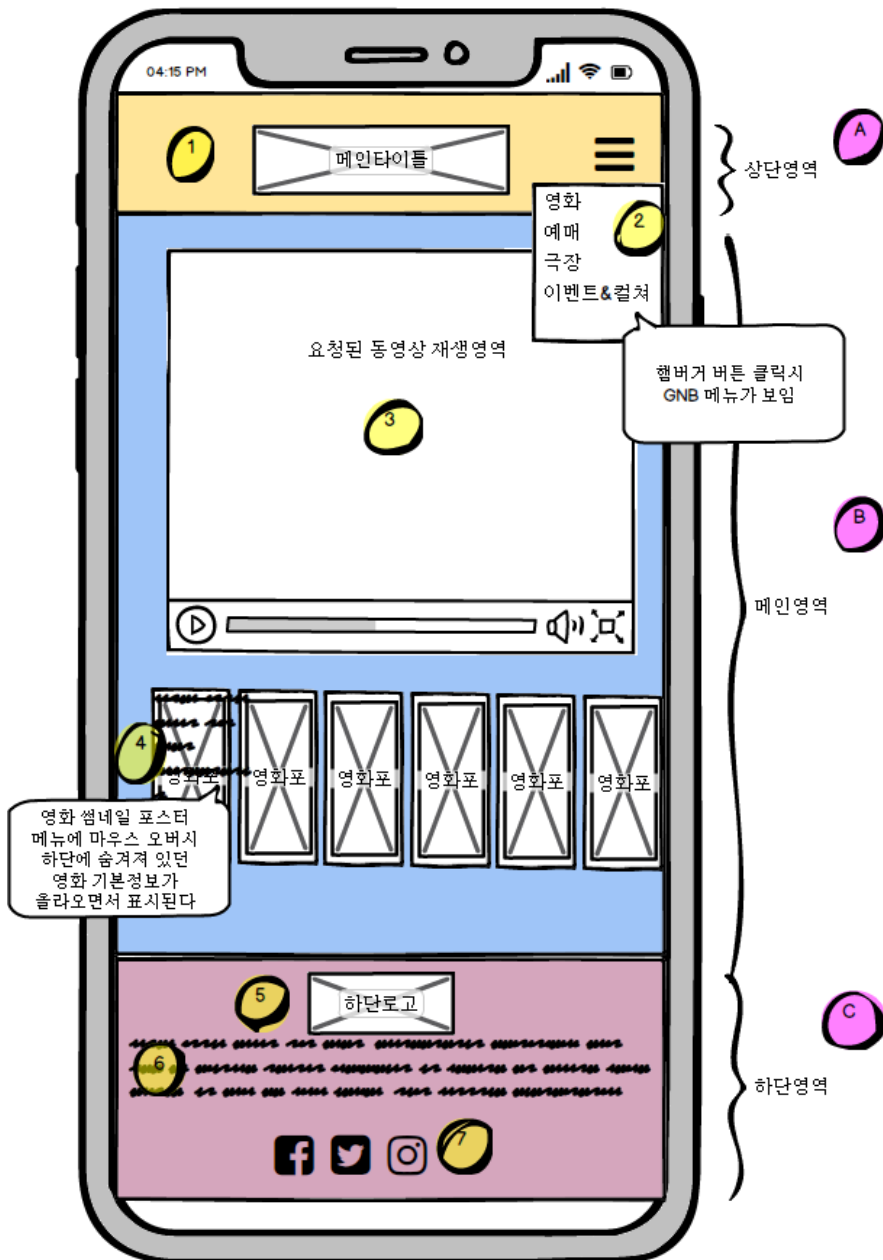 04:15 PM
1
메인타이틀
A
상단영역
영화
2
예매
극장
이벤트&컬쳐
요청된 동영상 재생영역
햄버거 버튼 클릭시
GNB 메뉴가 보임
3
B
메인영역
4
영화포
영화포
영화포
영화포
영화포
영화포
영화 썸네일 포스터
메뉴에 마우스 오버시
하단에 숨겨져 있던
영화 기본정보가
올라오면서 표시된다
5
하단로고
C
6
하단영역
7